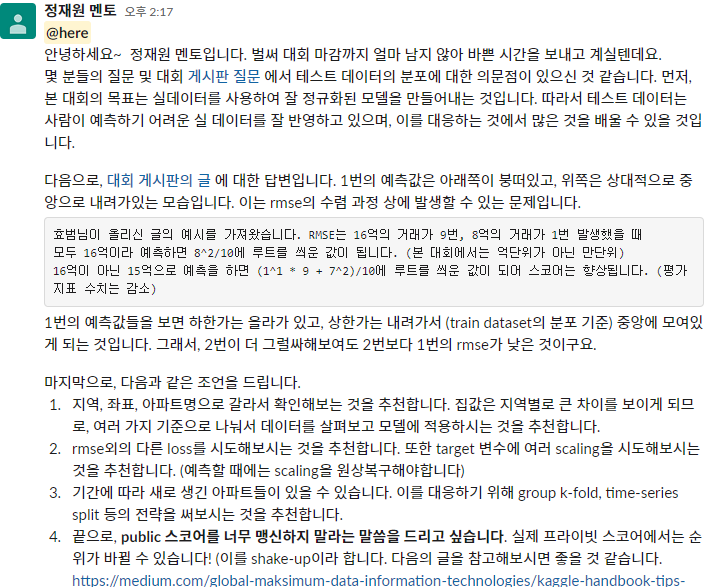 정재원 멘토 오후 2:17
@here
안녕하세요~ 정재원 멘토입니다. 벌써 대회 마감까지 얼마 남지 않아 바쁜 시간을 보내고 계실텐데요.
몇 분들의 질문 및 대회 게시판 질문 에서 테스트 데이터의 분포에 대한 의문점이 있으신 것 같습니다. 먼저,
본 대회의 목표는 실데이터를 사용하여 잘 정규화된 모델을 만들어내는 것입니다. 따라서 테스트 데이터는
사람이 예측하기 어려운 실 데이터를 잘 반영하고 있으며, 이를 대응하는 것에서 많은 것을 배울 수 있을 것입
니다.
다음으로, 대회 게시판의 글 에 대한 답변입니다. 1번의 예측값은 아래쪽이 붕떠있고, 위쪽은 상대적으로 중
앙으로 내려가있는 모습입니다. 이는 rmse의 수렴 과정 상에 발생할 수 있는 문제입니다.
효범님이 올리신 글의 예시를 가져왔습니다. RMSE는 16억의 거래가 9번, 8억의 거래가 1번 발생했을 때
모두 16억이라 예측하면 8^2/10에 루트를 씌운 값이 됩니다. (본 대회에서는 억단위가 아닌 만단위)
16억이 아닌 15억으로 예측을 하면 (1^1 * 9 + 7^2)/10에 루트를 씌운 값이 되어 스코어는 향상됩니다. (평가
지표 수치는 감소)
1번의 예측값들을 보면 하한가는 올라가 있고, 상한가는 내려가서 (train dataset의 분포 기준) 중앙에 모여있
게 되는 것입니다. 그래서, 2번이 더 그럴싸해보여도 2번보다 1번의 rmse가 낮은 것이구요.
마지막으로, 다음과 같은 조언을 드립니다.
1. 지역, 좌표, 아파트명으로 갈라서 확인해보는 것을 추천합니다. 집값은 지역별로 큰 차이를 보이게 되므
로, 여러 가지 기준으로 나눠서 데이터를 살펴보고 모델에 적용하시는 것을 추천합니다.
2. rmse외의 다른 loss를 시도해보시는 것을 추천합니다. 또한 target 변수에 여러 scaling을 시도해보시는
것을 추천합니다. (예측할 때에는 scaling을 원상복구해야합니다)
3. 기간에 따라 새로 생긴 아파트들이 있을 수 있습니다. 이를 대응하기 위해 group k-fold, time-series
split 등의 전략을 써보시는 것을 추천합니다.
4. 끝으로, public 스코어를 너무 맹신하지 말라는 말씀을 드리고 싶습니다. 실제 프라이빗 스코어에서는 순
위가 바뀔 수 있습니다! (이를 shake-up이라 합니다. 다음의 글을 참고해보시면 좋을 것 같습니다.
https://medium.com/global-maksimum-data-information-technologies/kaggle-handbook-tips-